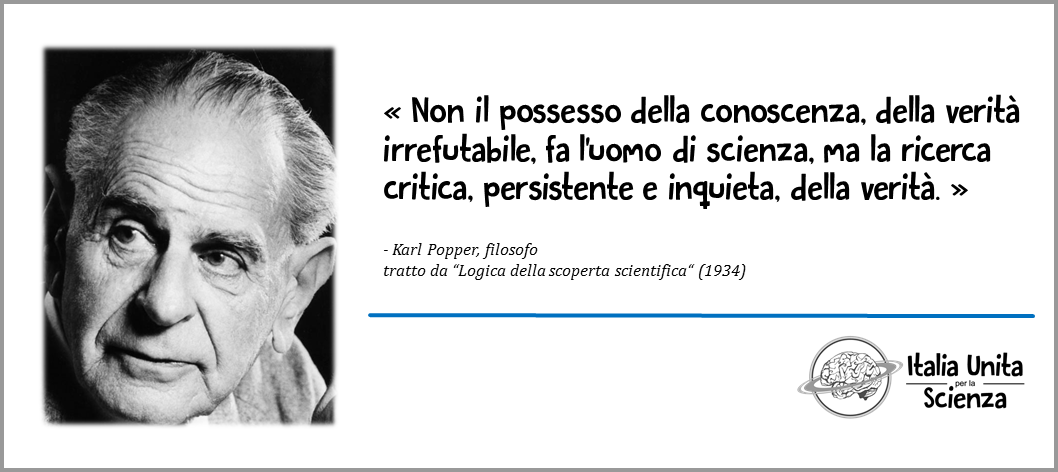 « Non il possesso della conoscenza, della verità
irrefutabile, fa l'uomo di scienza, ma la ricerca
critica, persistente e inquieta, della verità. »
- Karl Popper, filosofo
tratto da “Logica della scoperta scientifica“ (1934)
Italia Unita
per la
Scienza